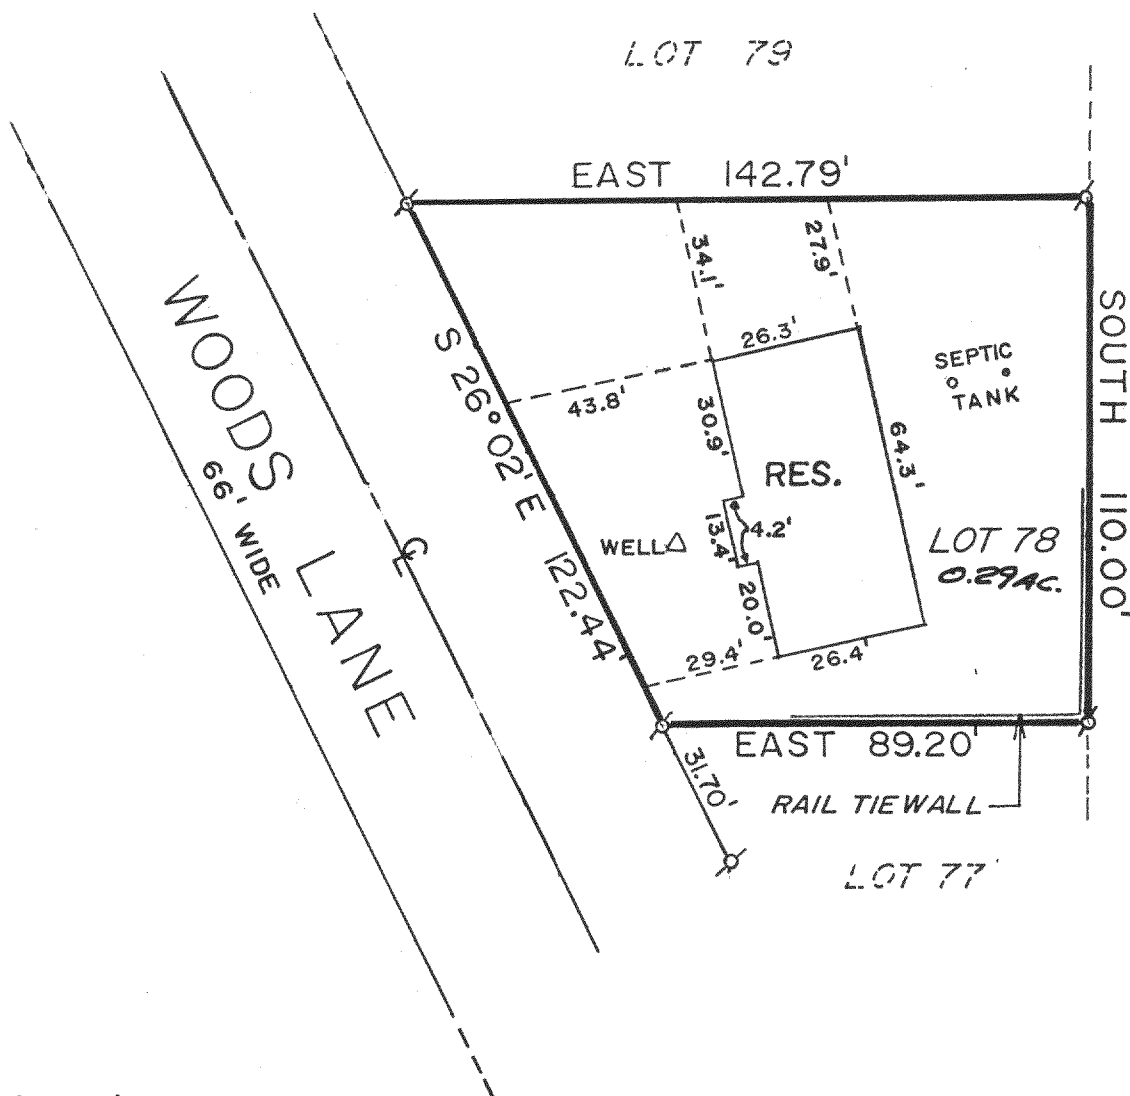 LOT 79
EAST 142.79'
34.1'
27.9'
26.3'
43.8'
30.9'
64.3'
SEPTIC
TANK
SOUTH 110.00'
WOODS LANE
66' WIDE
℄
S 26°02' E 122.44'
RES.
WELL
13.4'
4.2'
20.0'
LOT 78
0.29 AC.
29.4'
26.4'
EAST 89.20'
31.70'
RAIL TIEWALL
LOT 77